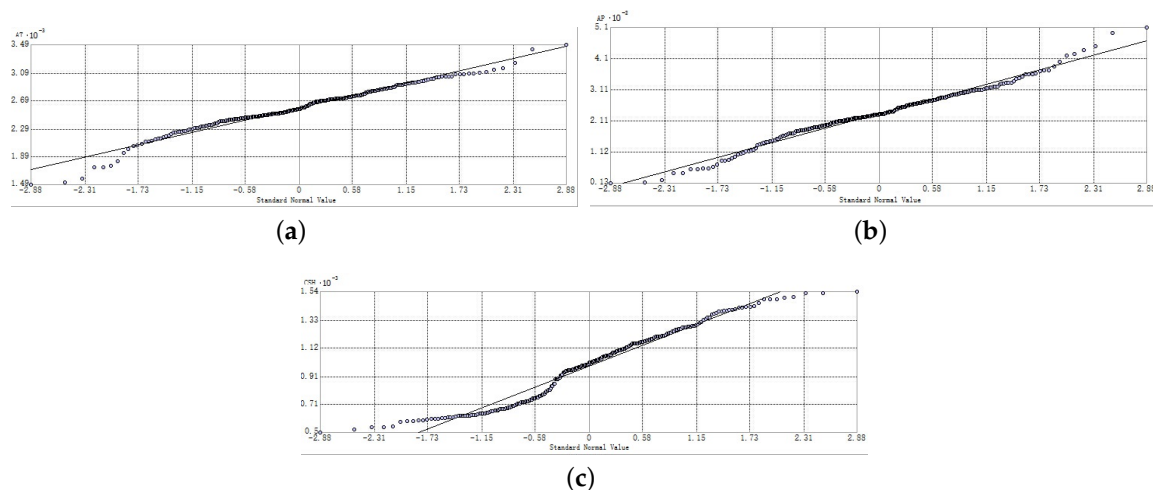 AT ·10⁻³
3.49
3.09
2.69
2.29
1.89
1.49
-2.88 -2.31 -1.73 -1.15 -0.58 0 0.58 1.15 1.73 2.31 2.88
Standard Normal Value
(a)
AP ·10⁻³
5.1
4.1
3.11
2.11
1.12
0.13
-2.88 -2.31 -1.73 -1.15 -0.58 0 0.58 1.15 1.73 2.31 2.88
Standard Normal Value
(b)
1.54
1.33
1.12
0.91
0.71
0.5
-2.88 -2.31 -1.73 -1.15 -0.58 0 0.58 1.15 1.73 2.31 2.88
Standard Normal Value
(c)